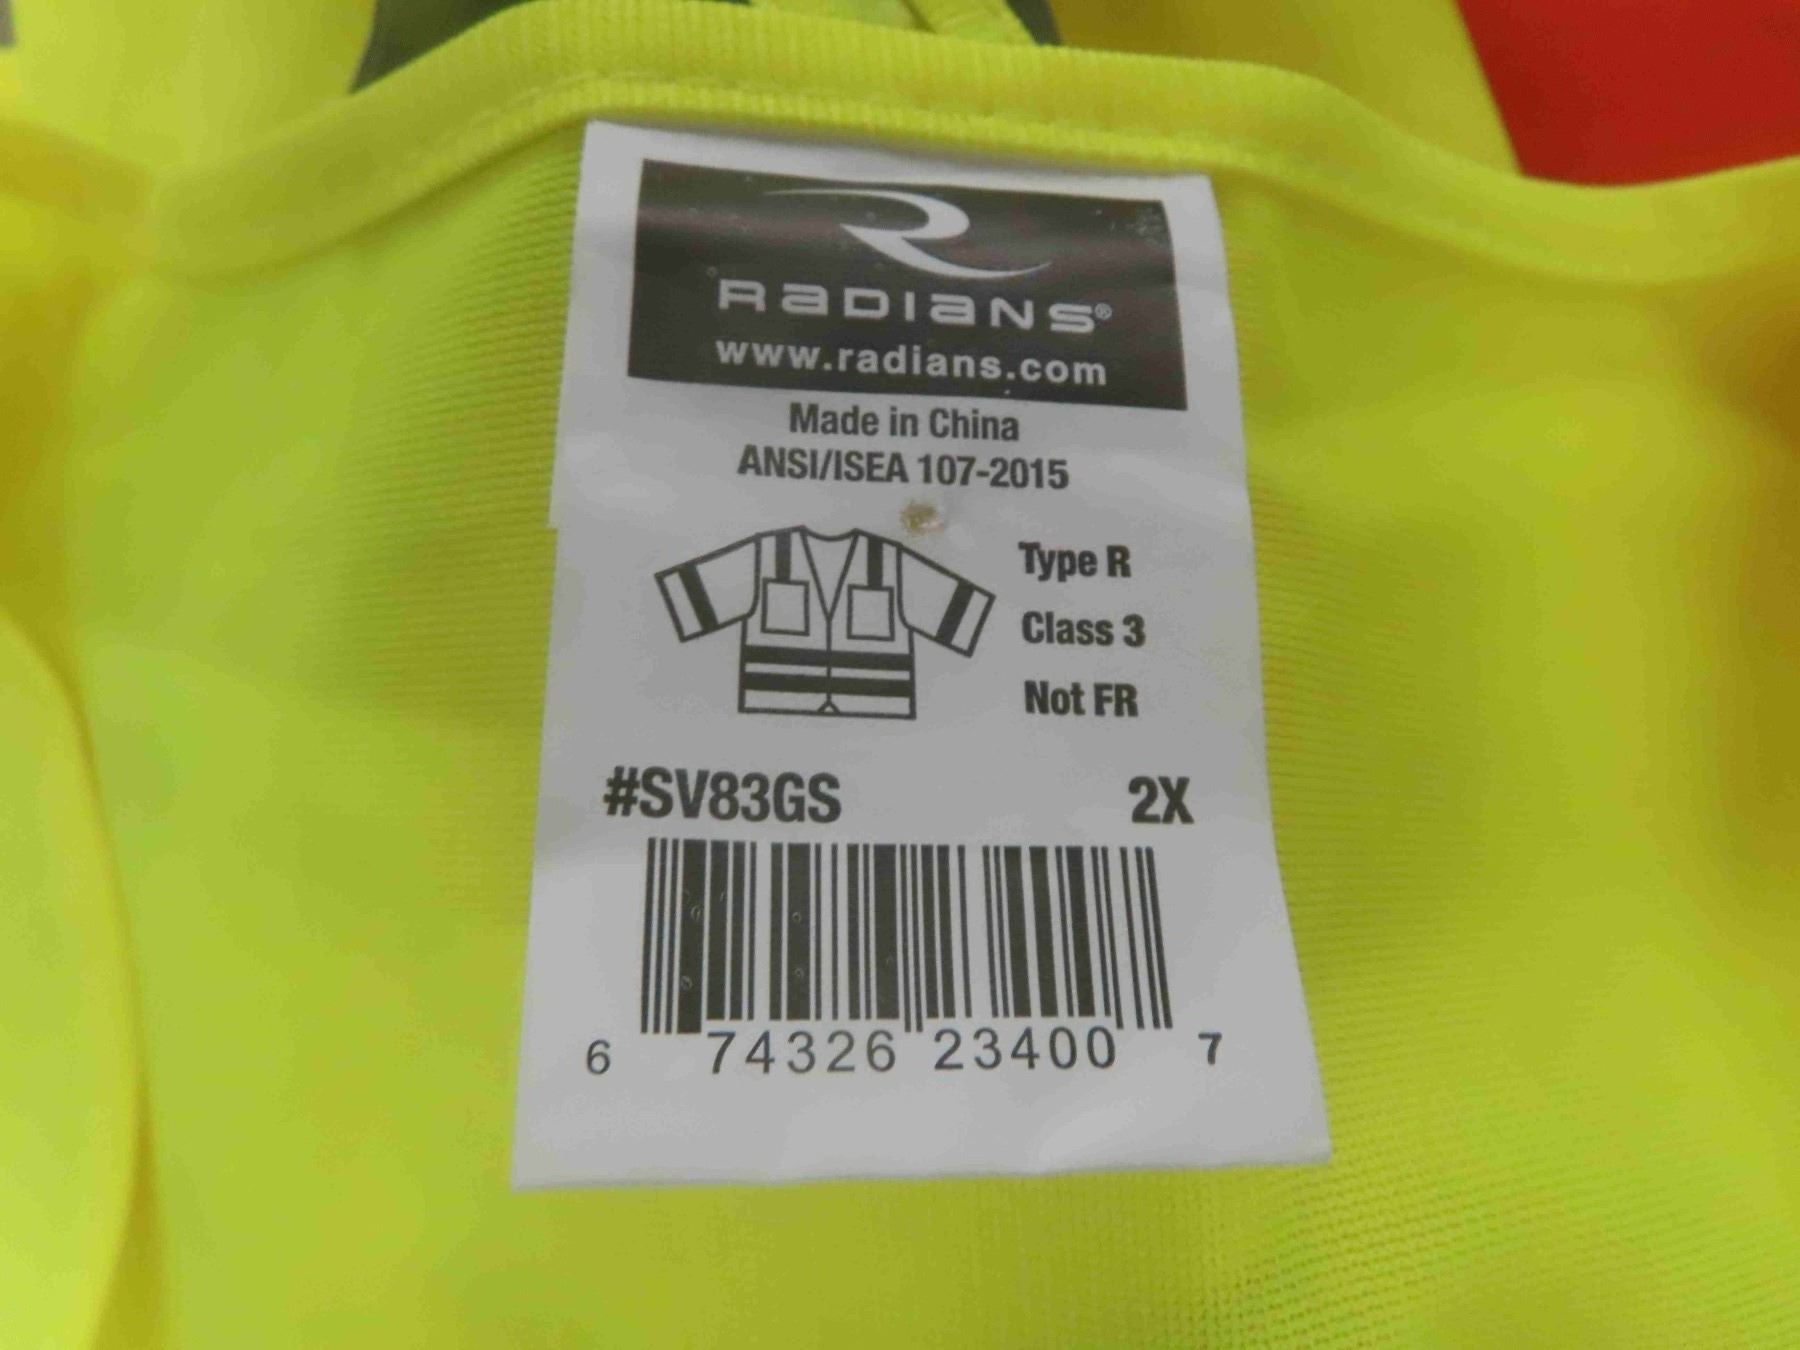 RADIANS®
www.radians.com
Made in China
ANSI/ISEA 107-2015
Type R
Class 3
Not FR
#SV83GS 2X
6 74326 23400 7